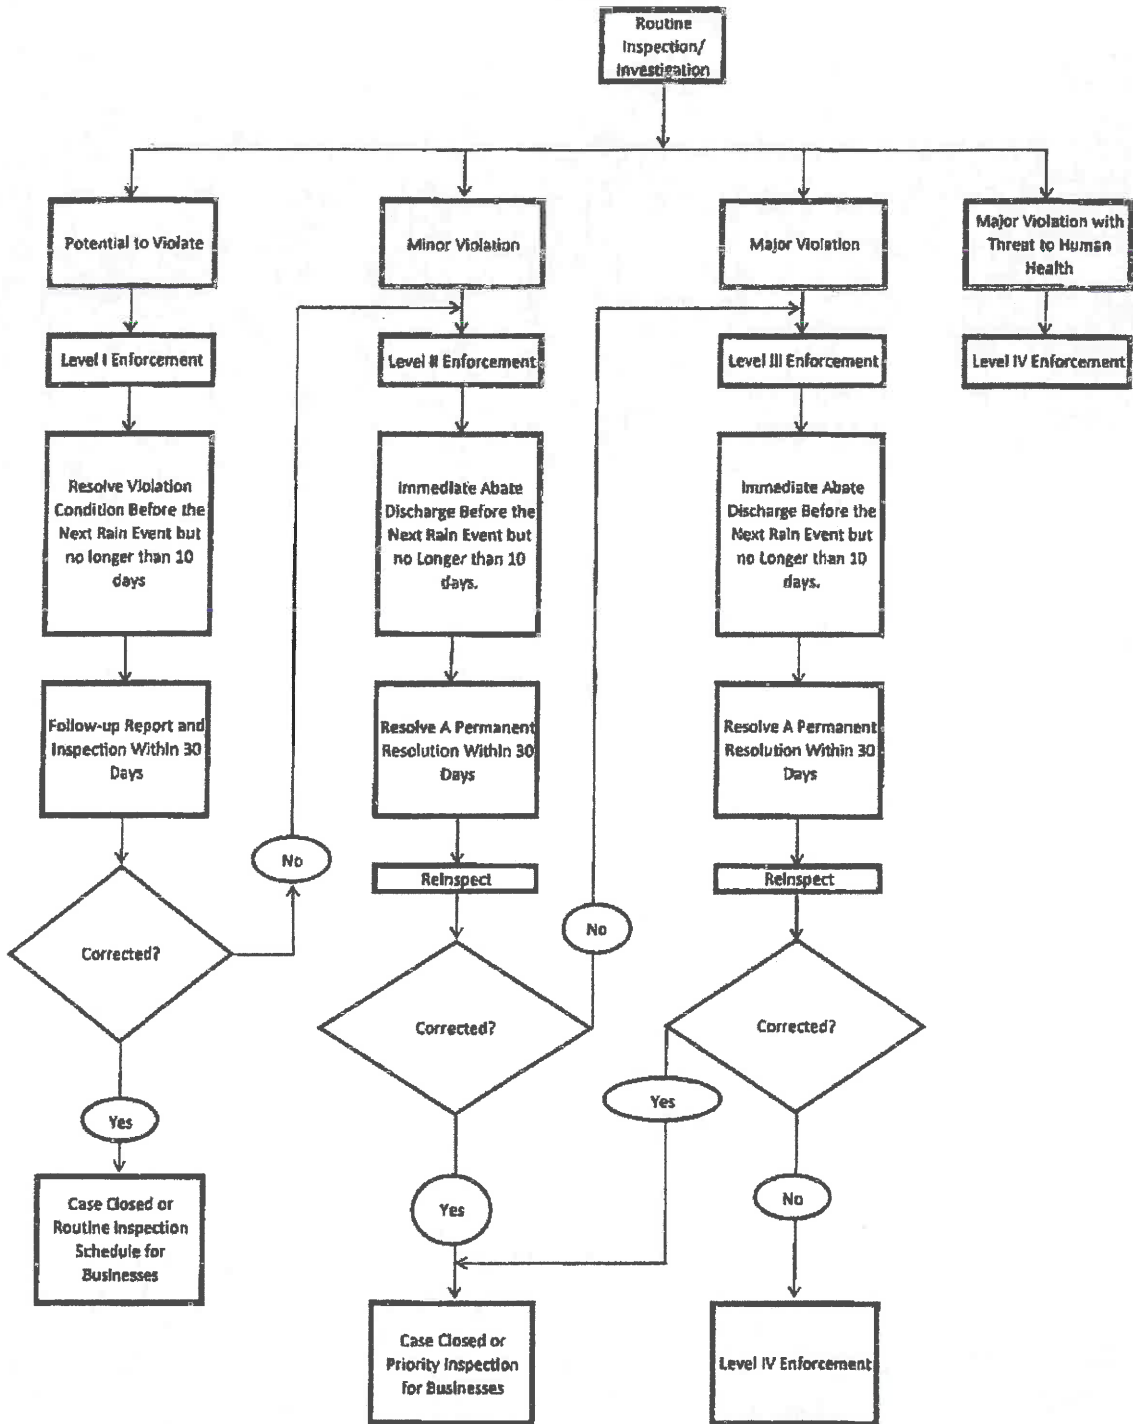 Routine
Inspection/
Investigation
Potential to Violate
Minor Violation
Major Violation
Major Violation with
Threat to Human
Health
Level I Enforcement
Level II Enforcement
Level III Enforcement
Level IV Enforcement
Resolve Violation
Condition Before the
Next Rain Event but
no longer than 10
days
Immediate Abate
Discharge Before the
Next Rain Event but
no Longer than 10
days.
Immediate Abate
Discharge Before the
Next Rain Event but
no Longer than 10
days.
Follow-up Report and
Inspection Within 30
Days
Resolve A Permanent
Resolution Within 30
Days
Resolve A Permanent
Resolution Within 30
Days
No
ReInspect
ReInspect
No
Corrected?
Corrected?
Corrected?
Yes
Yes
Yes
No
Case Closed or
Routine Inspection
Schedule for
Businesses
Case Closed or
Priority Inspection
for Businesses
Level IV Enforcement